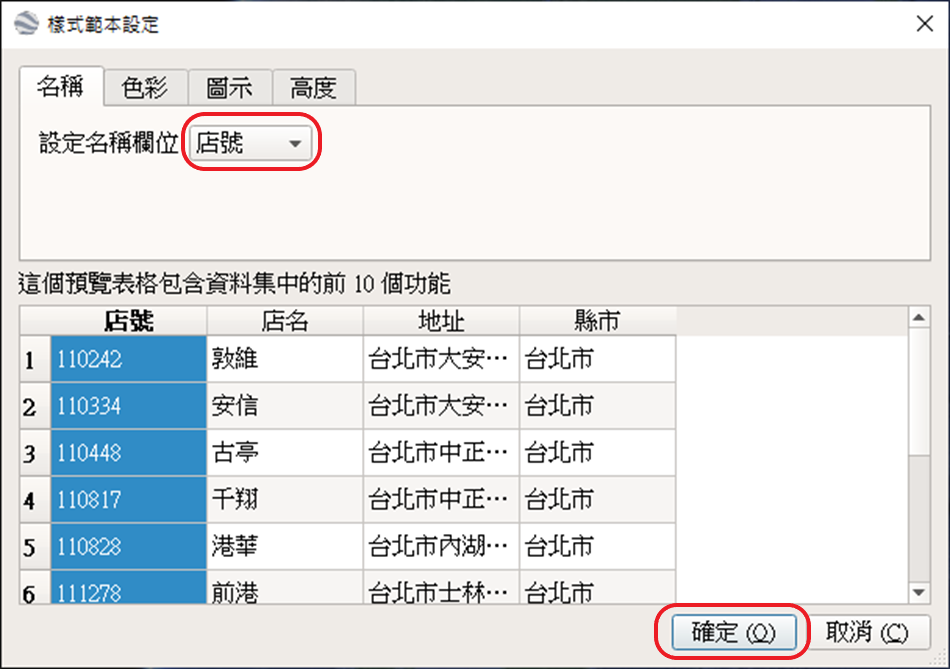 樣式範本設定
名稱 色彩 圖示 高度
設定名稱欄位 店號
這個預覽表格包含資料集中的前 10 個功能
店號 店名 地址 縣市
1 110242 敦維 台北市大安… 台北市
2 110334 安信 台北市大安… 台北市
3 110448 古亭 台北市中正… 台北市
4 110817 千翔 台北市中正… 台北市
5 110828 港華 台北市內湖… 台北市
6 111278 前港 台北市士林… 台北市
確定 (O) 取消 (C)